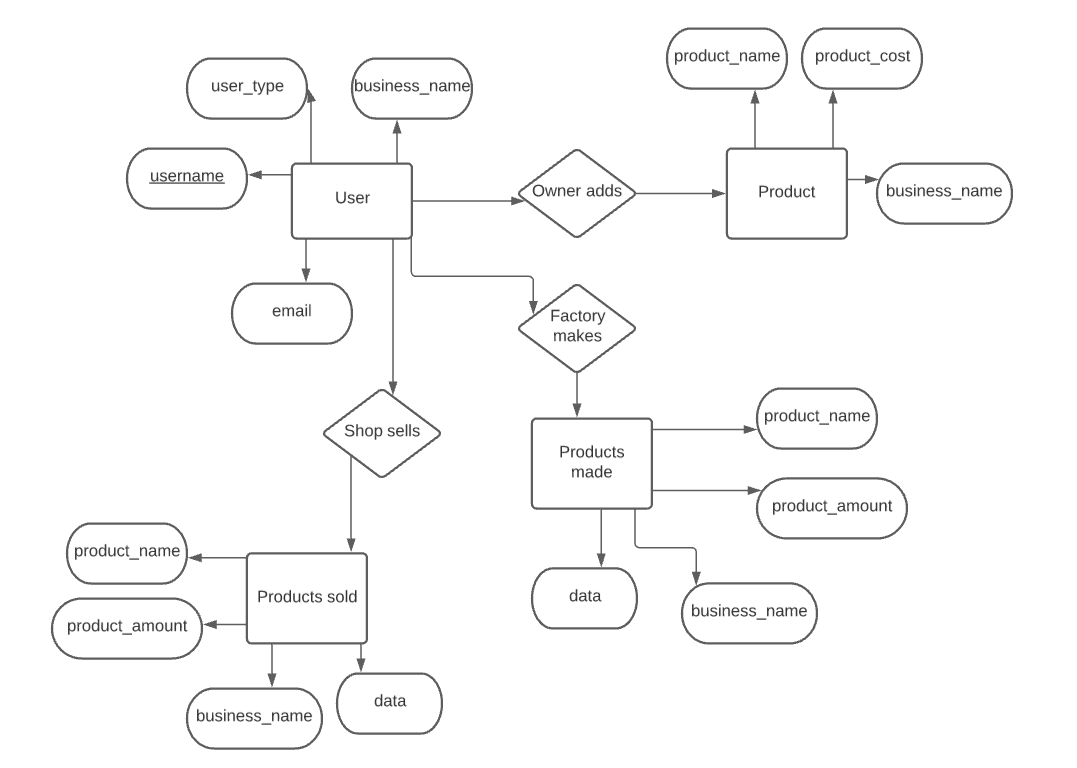 product_name
product_cost
user_type
business_name
username
User
Owner adds
Product
business_name
email
Factory
makes
Shop sells
product_name
Products
made
product_amount
product_name
Products sold
data
business_name
product_amount
data
business_name